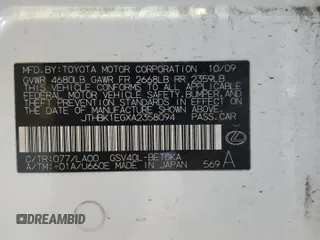 MFD. BY: TOYOTA MOTOR CORPORATION 10/09
GVWR 4680LB GAWR FR 2668LB RR 2359LB
THIS VEHICLE CONFORMS TO ALL APPLICABLE
FEDERAL MOTOR VEHICLE SAFETY, BUMPER, AND
THEFT PREVENTION STANDARDS IN EFFECT ON
THE DATE OF MANUFACTURE SHOWN ABOVE.
JTHBK1EGXA2358094 PASS.CAR
C/TR:077/LA00 GSV40L-BETGKA
A/TM:-01A/U660E MADE IN JAPAN 569 A
DREAMBID.COM